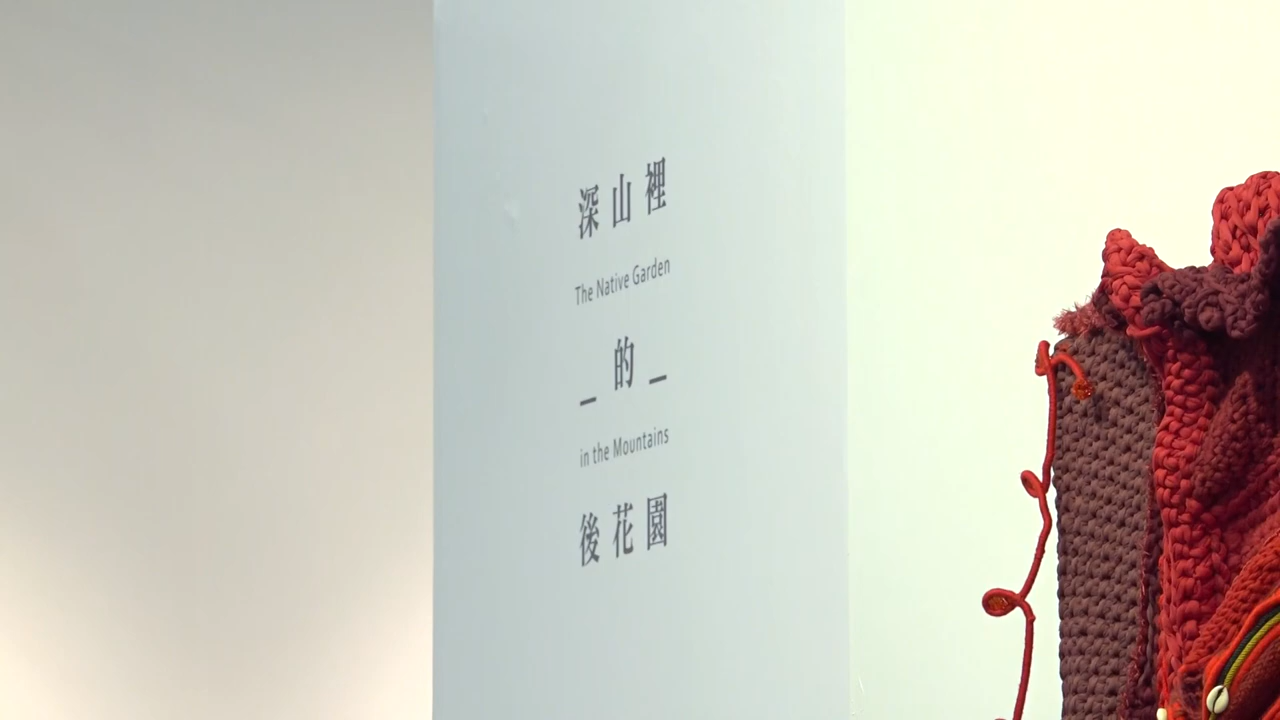 深山裡
The Native Garden
_的_
in the Mountains
後花園